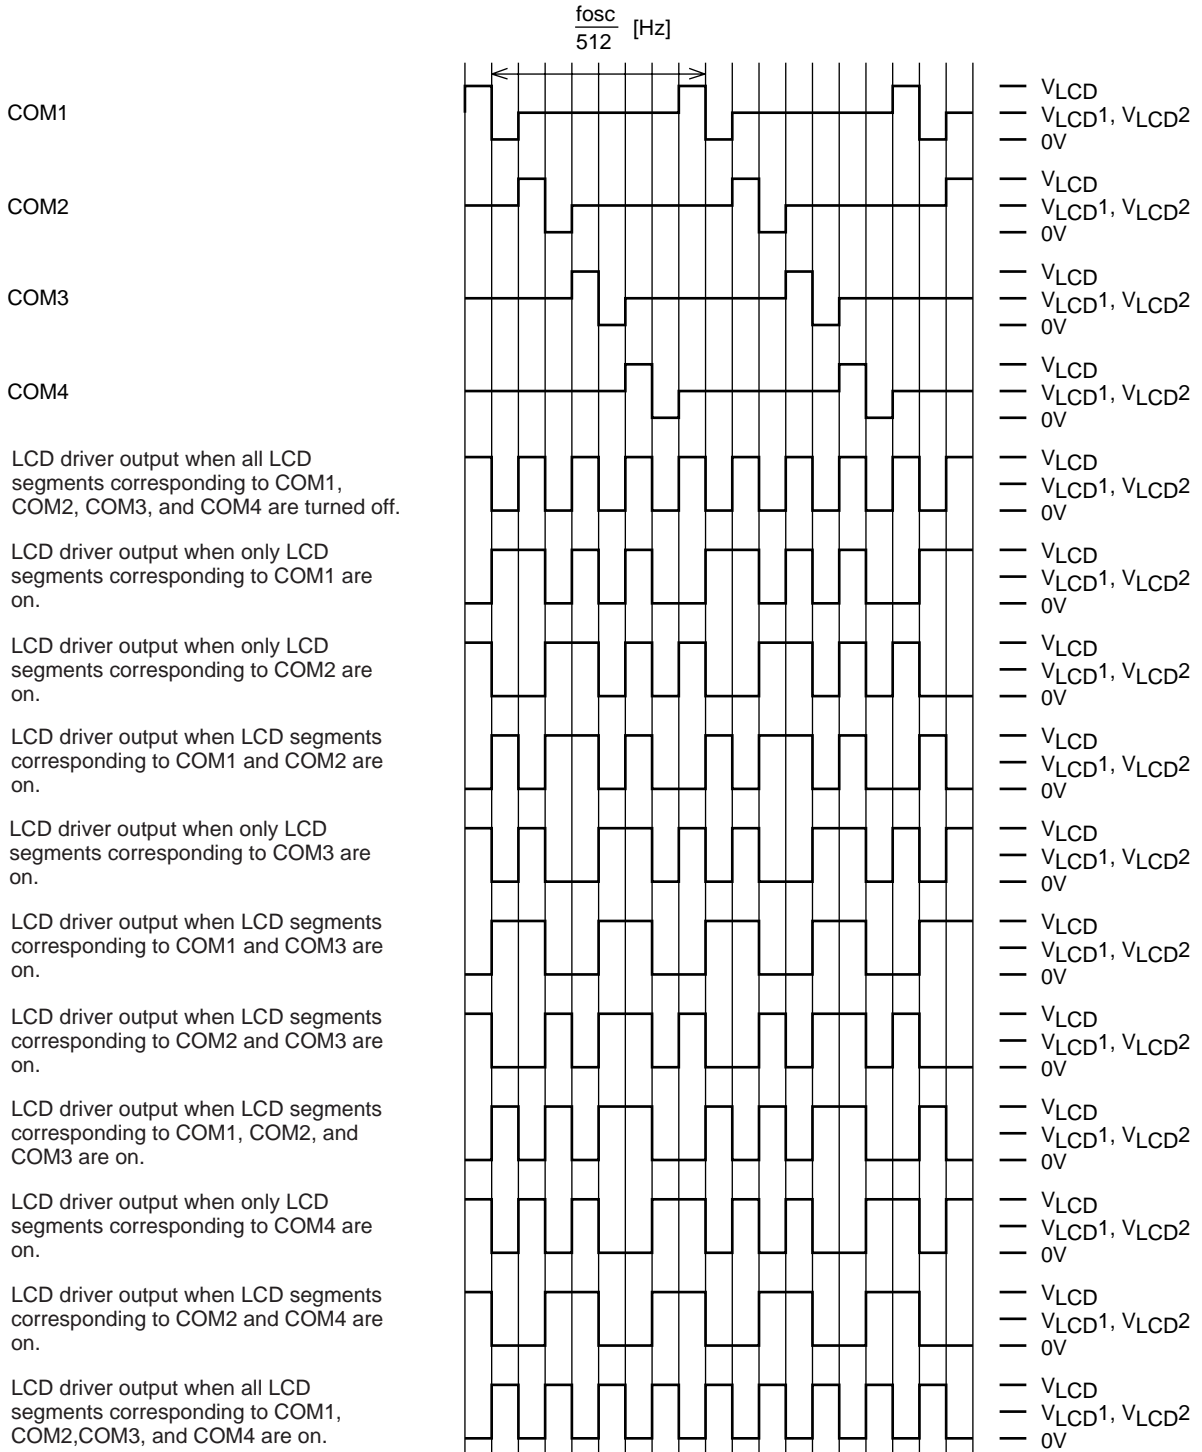 fosc
512 [Hz]
COM1
VLCD
VLCD1, VLCD2
0V
COM2
VLCD
VLCD1, VLCD2
0V
COM3
VLCD
VLCD1, VLCD2
0V
COM4
VLCD
VLCD1, VLCD2
0V
LCD driver output when all LCD
segments corresponding to COM1,
COM2, COM3, and COM4 are turned off.
VLCD
VLCD1, VLCD2
0V
LCD driver output when only LCD
segments corresponding to COM1 are
on.
VLCD
VLCD1, VLCD2
0V
LCD driver output when only LCD
segments corresponding to COM2 are
on.
VLCD
VLCD1, VLCD2
0V
LCD driver output when LCD segments
corresponding to COM1 and COM2 are
on.
VLCD
VLCD1, VLCD2
0V
LCD driver output when only LCD
segments corresponding to COM3 are
on.
VLCD
VLCD1, VLCD2
0V
LCD driver output when LCD segments
corresponding to COM1 and COM3 are
on.
VLCD
VLCD1, VLCD2
0V
LCD driver output when LCD segments
corresponding to COM2 and COM3 are
on.
VLCD
VLCD1, VLCD2
0V
LCD driver output when LCD segments
corresponding to COM1, COM2, and
COM3 are on.
VLCD
VLCD1, VLCD2
0V
LCD driver output when only LCD
segments corresponding to COM4 are
on.
VLCD
VLCD1, VLCD2
0V
LCD driver output when LCD segments
corresponding to COM2 and COM4 are
on.
VLCD
VLCD1, VLCD2
0V
LCD driver output when all LCD
segments corresponding to COM1,
COM2,COM3, and COM4 are on.
VLCD
VLCD1, VLCD2
0V